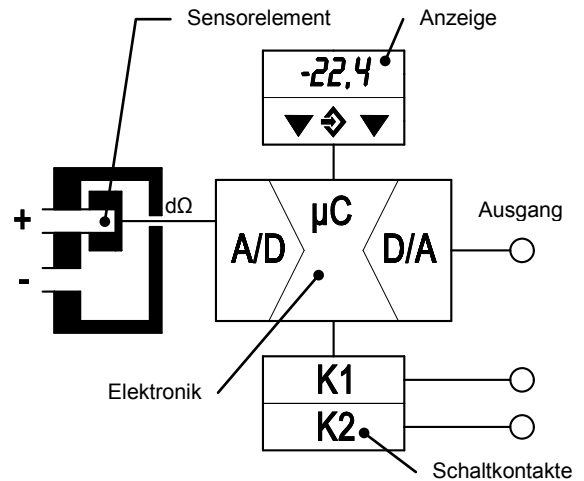 Sensorelement
Anzeige
-22,4
+
-
dΩ
A/D
µC
D/A
Ausgang
Elektronik
K1
K2
Schaltkontakte